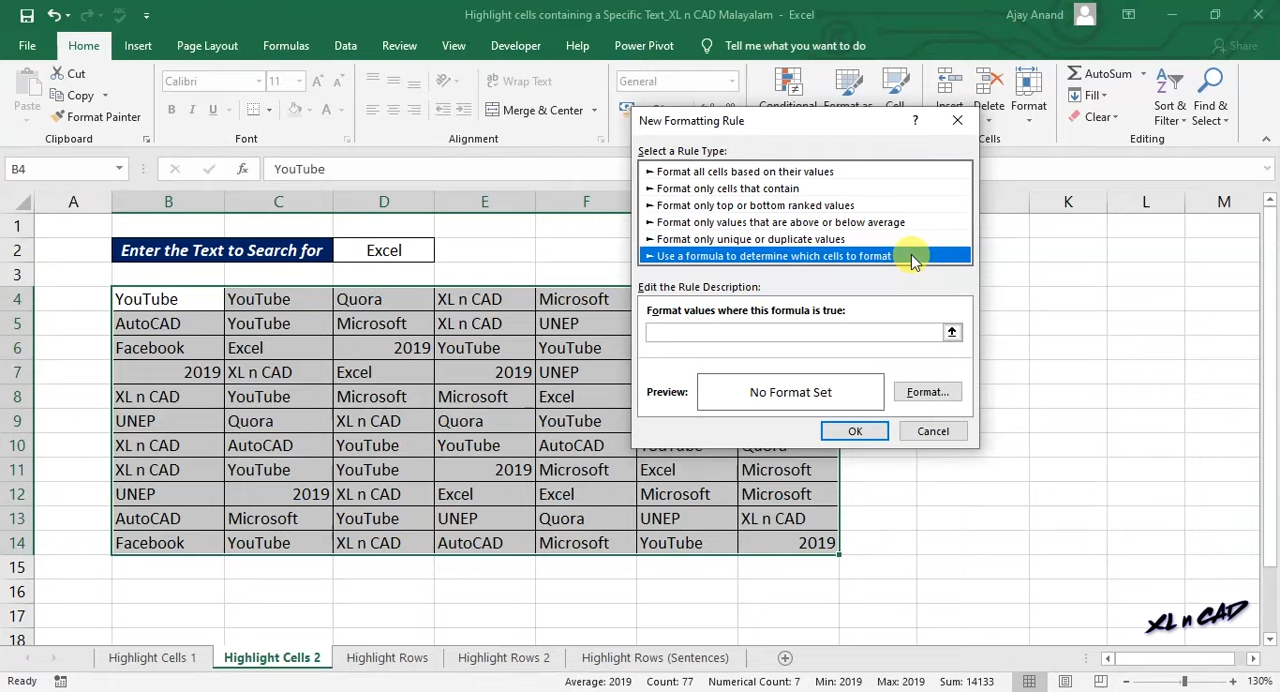 Highlight cells containing a Specific Text_XL n CAD Malayalam - Excel
Ajay Anand
File Home Insert Page Layout Formulas Data Review View Developer Help Power Pivot Tell me what you want to do Share
Paste
Cut
Copy
Format Painter
Clipboard
Calibri 11
B I U
Font
Wrap Text
Merge & Center
Alignment
General
Conditional
Format as
Cell
Insert
Delete
Format
Cells
AutoSum
Fill
Clear
Sort &
Filter
Find &
Select
Editing
B4 fx YouTube
New Formatting Rule ?
Select a Rule Type:
Format all cells based on their values
Format only cells that contain
Format only top or bottom ranked values
Format only values that are above or below average
Format only unique or duplicate values
Use a formula to determine which cells to format
Edit the Rule Description:
Format values where this formula is true:
Preview: No Format Set Format...
OK Cancel
A B C D E F K L M
1
2 Enter the Text to Search for Excel
3
4 YouTube YouTube Quora XL n CAD Microsoft
5 AutoCAD YouTube Microsoft XL n CAD UNEP
6 Facebook Excel 2019 YouTube YouTube
7 2019 XL n CAD Excel 2019 UNEP
8 XL n CAD YouTube Microsoft Microsoft Excel
9 UNEP Quora XL n CAD Quora YouTube
10 XL n CAD AutoCAD YouTube YouTube AutoCAD
11 XL n CAD YouTube YouTube 2019 Microsoft Excel Microsoft
12 UNEP 2019 XL n CAD Excel Excel Microsoft Microsoft
13 AutoCAD Microsoft YouTube UNEP Quora UNEP XL n CAD
14 Facebook YouTube XL n CAD AutoCAD Microsoft YouTube 2019
15
16
17
18
XL n CAD
Highlight Cells 1 Highlight Cells 2 Highlight Rows Highlight Rows 2 Highlight Rows (Sentences)
Ready Average: 2019 Count: 77 Numerical Count: 7 Min: 2019 Max: 2019 Sum: 14133 130%